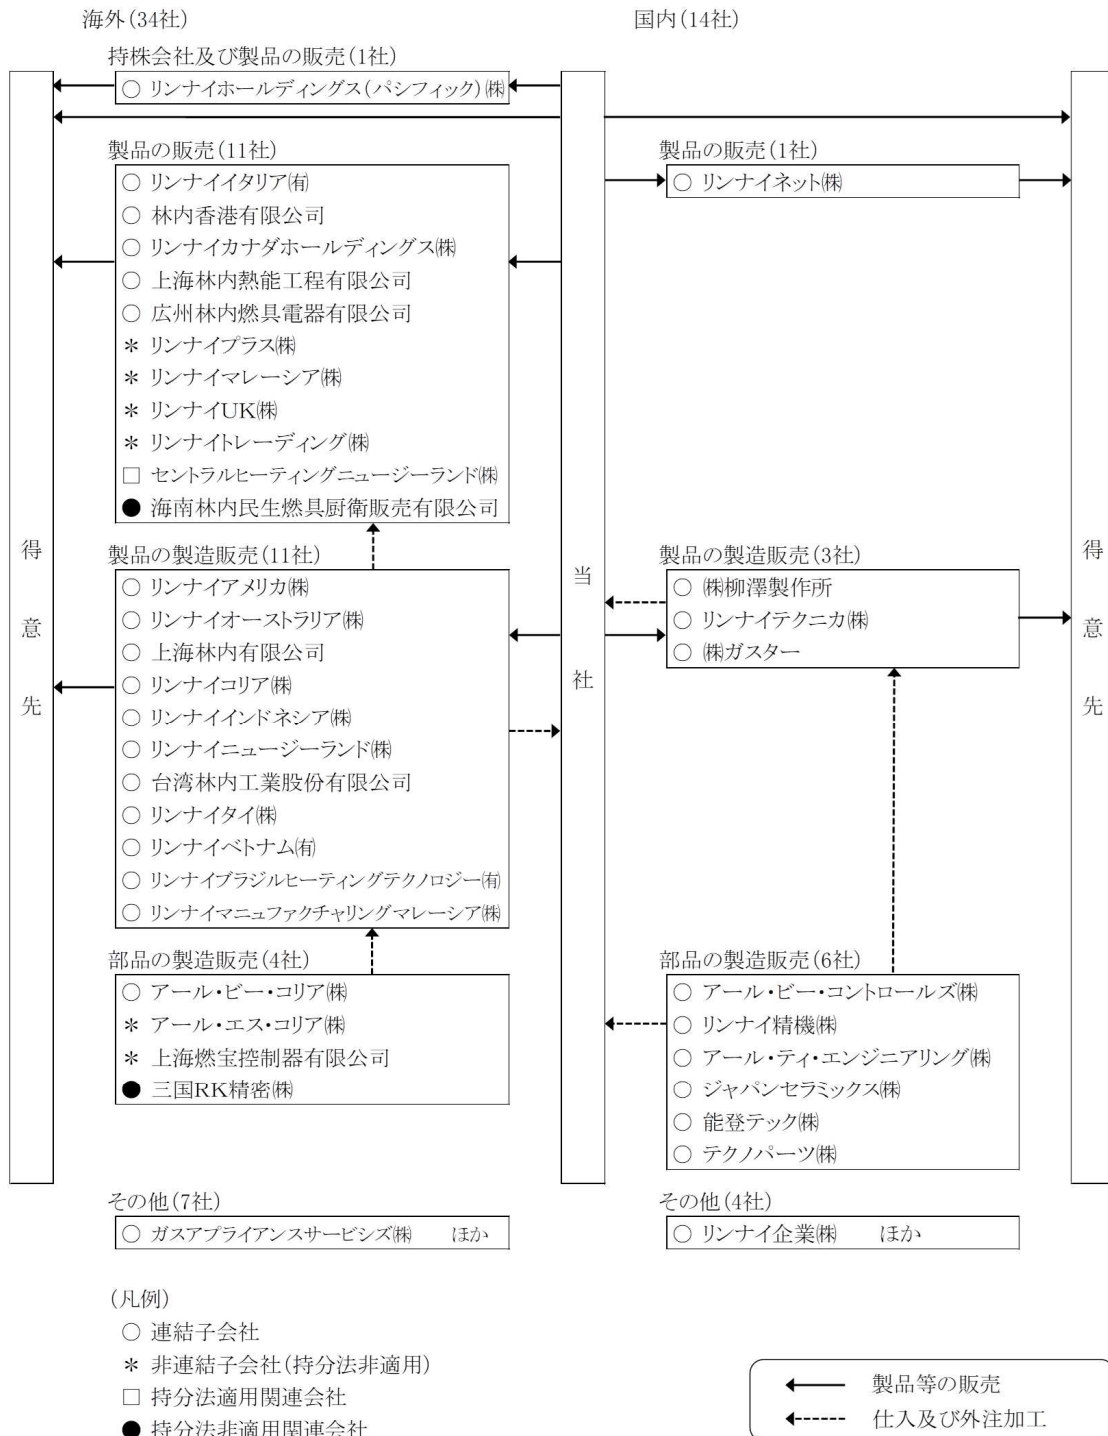 海外(34社)
国内(14社)
持株会社及び製品の販売(1社)
○ リンナイホールディングス(パシフィック)㈱
製品の販売(11社)
○ リンナイイタリア㈲
○ 林内香港有限公司
○ リンナイカナダホールディングス㈱
○ 上海林内熱能工程有限公司
○ 広州林内燃具電器有限公司
* リンナイプラス㈱
* リンナイマレーシア㈱
* リンナイUK㈱
* リンナイトレーディング㈱
□ セントラルヒーティングニュージーランド㈱
● 海南林内民生燃具厨衛販売有限公司
製品の販売(1社)
○ リンナイネット㈱
得意先
当社
得意先
製品の製造販売(11社)
○ リンナイアメリカ㈱
○ リンナイオーストラリア㈱
○ 上海林内有限公司
○ リンナイコリア㈱
○ リンナイインドネシア㈱
○ リンナイニュージーランド㈱
○ 台湾林内工業股份有限公司
○ リンナイタイ㈱
○ リンナイベトナム㈲
○ リンナイブラジルヒーティングテクノロジー㈲
○ リンナイマニュファクチャリングマレーシア㈱
製品の製造販売(3社)
○ ㈱柳澤製作所
○ リンナイテクニカ㈱
○ ㈱ガスター
部品の製造販売(4社)
○ アール・ビー・コリア㈱
* アール・エス・コリア㈱
* 上海燃宝控制器有限公司
● 三国RK精密㈱
部品の製造販売(6社)
○ アール・ビー・コントロールズ㈱
○ リンナイ精機㈱
○ アール・ティ・エンジニアリング㈱
○ ジャパンセラミックス㈱
○ 能登テック㈱
○ テクノパーツ㈱
その他(7社)
○ ガスアプライアンスサービシズ㈱ ほか
その他(4社)
○ リンナイ企業㈱ ほか
(凡例)
○ 連結子会社
* 非連結子会社(持分法非適用)
□ 持分法適用関連会社
● 持分法非適用関連会社
製品等の販売
仕入及び外注加工